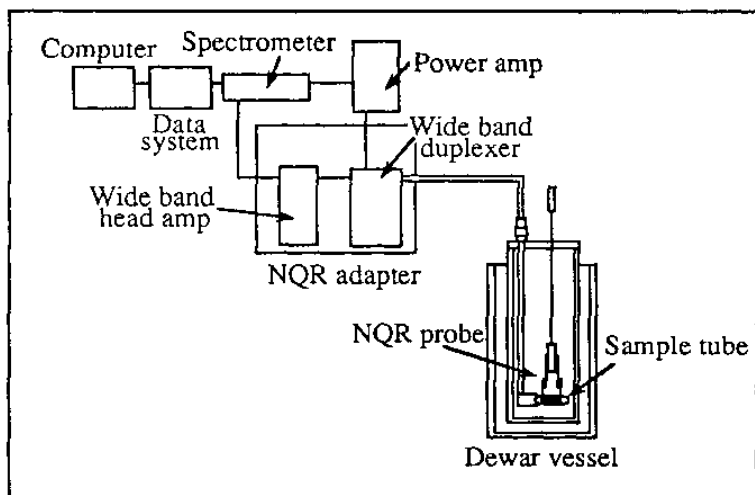 Computer
Spectrometer
Power amp
Data
system
Wide band
duplexer
Wide band
head amp
NQR adapter
NQR probe
Sample tube
Dewar vessel